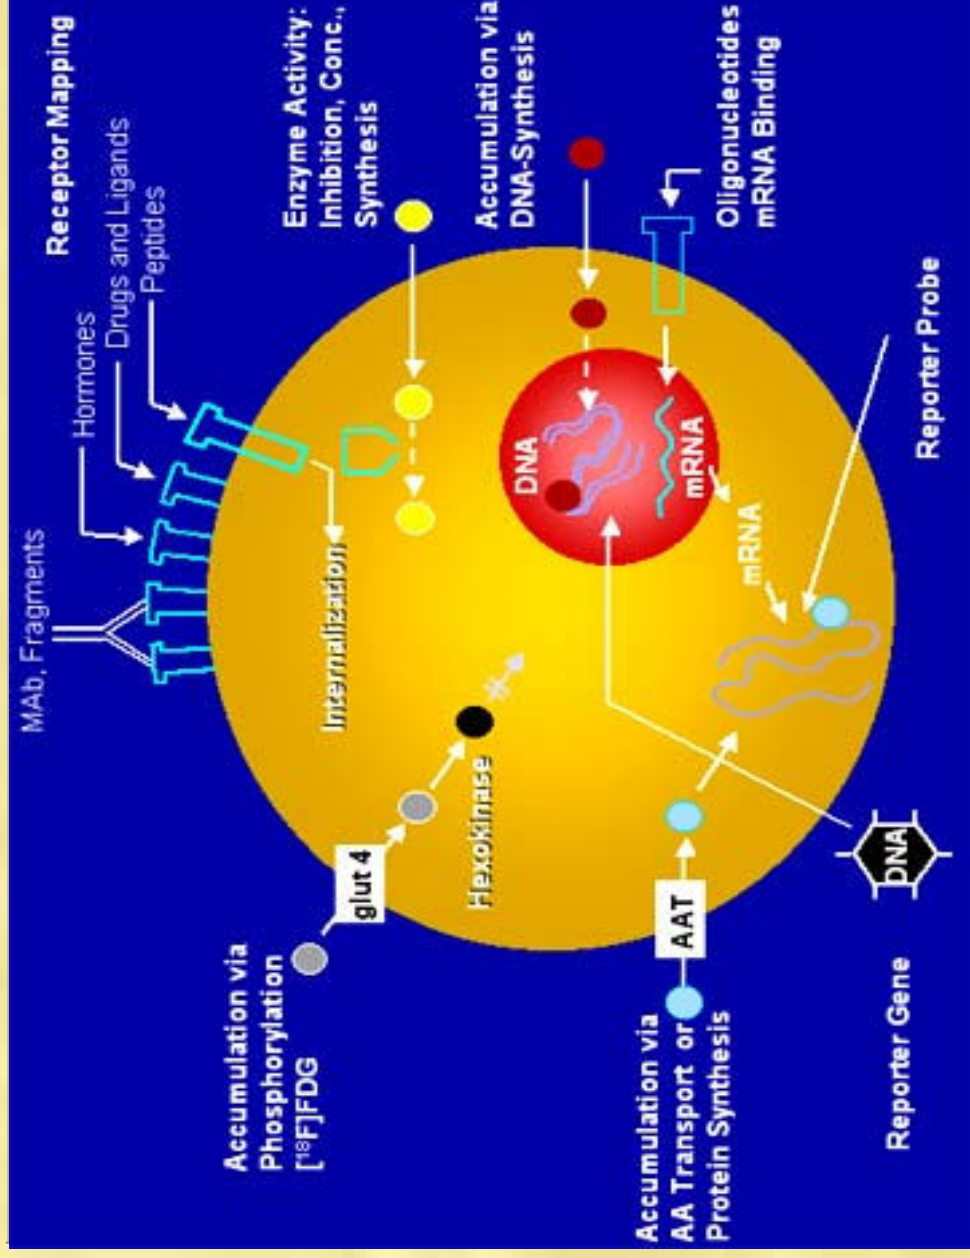 MAb, Fragments
Hormones
Drugs and Ligands
Peptides
Receptor Mapping
Accumulation via
Phosphorylation
[¹⁸F]FDG
glut 4
Hexokinase
Internalization
Enzyme Activity:
Inhibition, Conc.,
Synthesis
Accumulation via
DNA-Synthesis
DNA
mRNA
mRNA
Oligonucleotides
mRNA Binding
Accumulation via
AA Transport or
Protein Synthesis
AAT
Reporter Gene
DNA
Reporter Probe